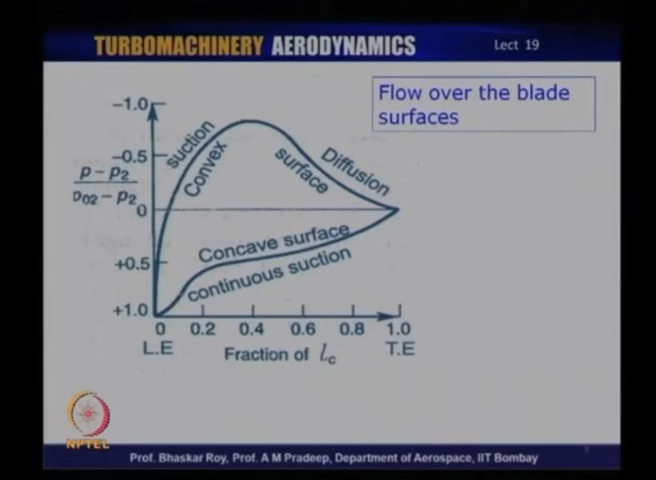 TURBOMACHINERY AERODYNAMICS
Lect 19
Flow over the blade
surfaces
-1.0
-0.5
p - p2
p02 - p2
0
+0.5
+1.0
suction
Convex
surface
Diffusion
Concave surface
continuous suction
0 0.2 0.4 0.6 0.8 1.0
L.E Fraction of lc T.E
NPTEL
Prof. Bhaskar Roy, Prof. A M Pradeep, Department of Aerospace, IIT Bombay